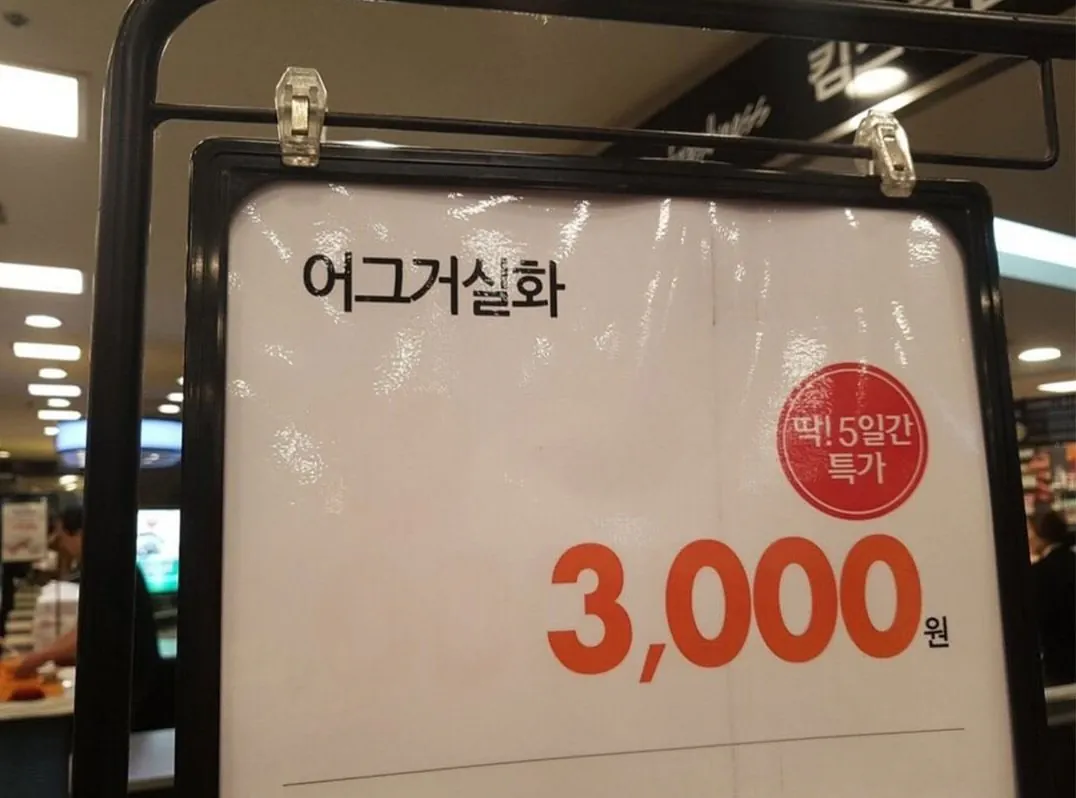 어그거실화
딱! 5일간
특가
3,000원